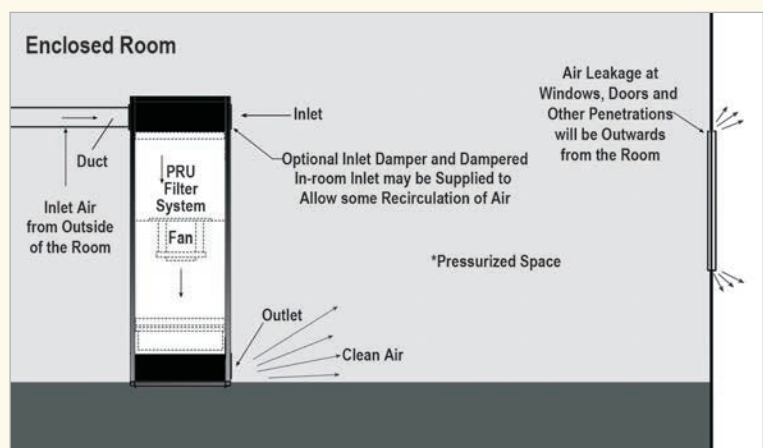 Enclosed Room
Inlet
Duct
Optional Inlet Damper and Dampered
In-room Inlet may be Supplied to
Allow some Recirculation of Air
Inlet Air
from Outside
of the Room
PRU
Filter
System
Fan
Air Leakage at
Windows, Doors and
Other Penetrations
will be Outwards
from the Room
*Pressurized Space
Outlet
Clean Air